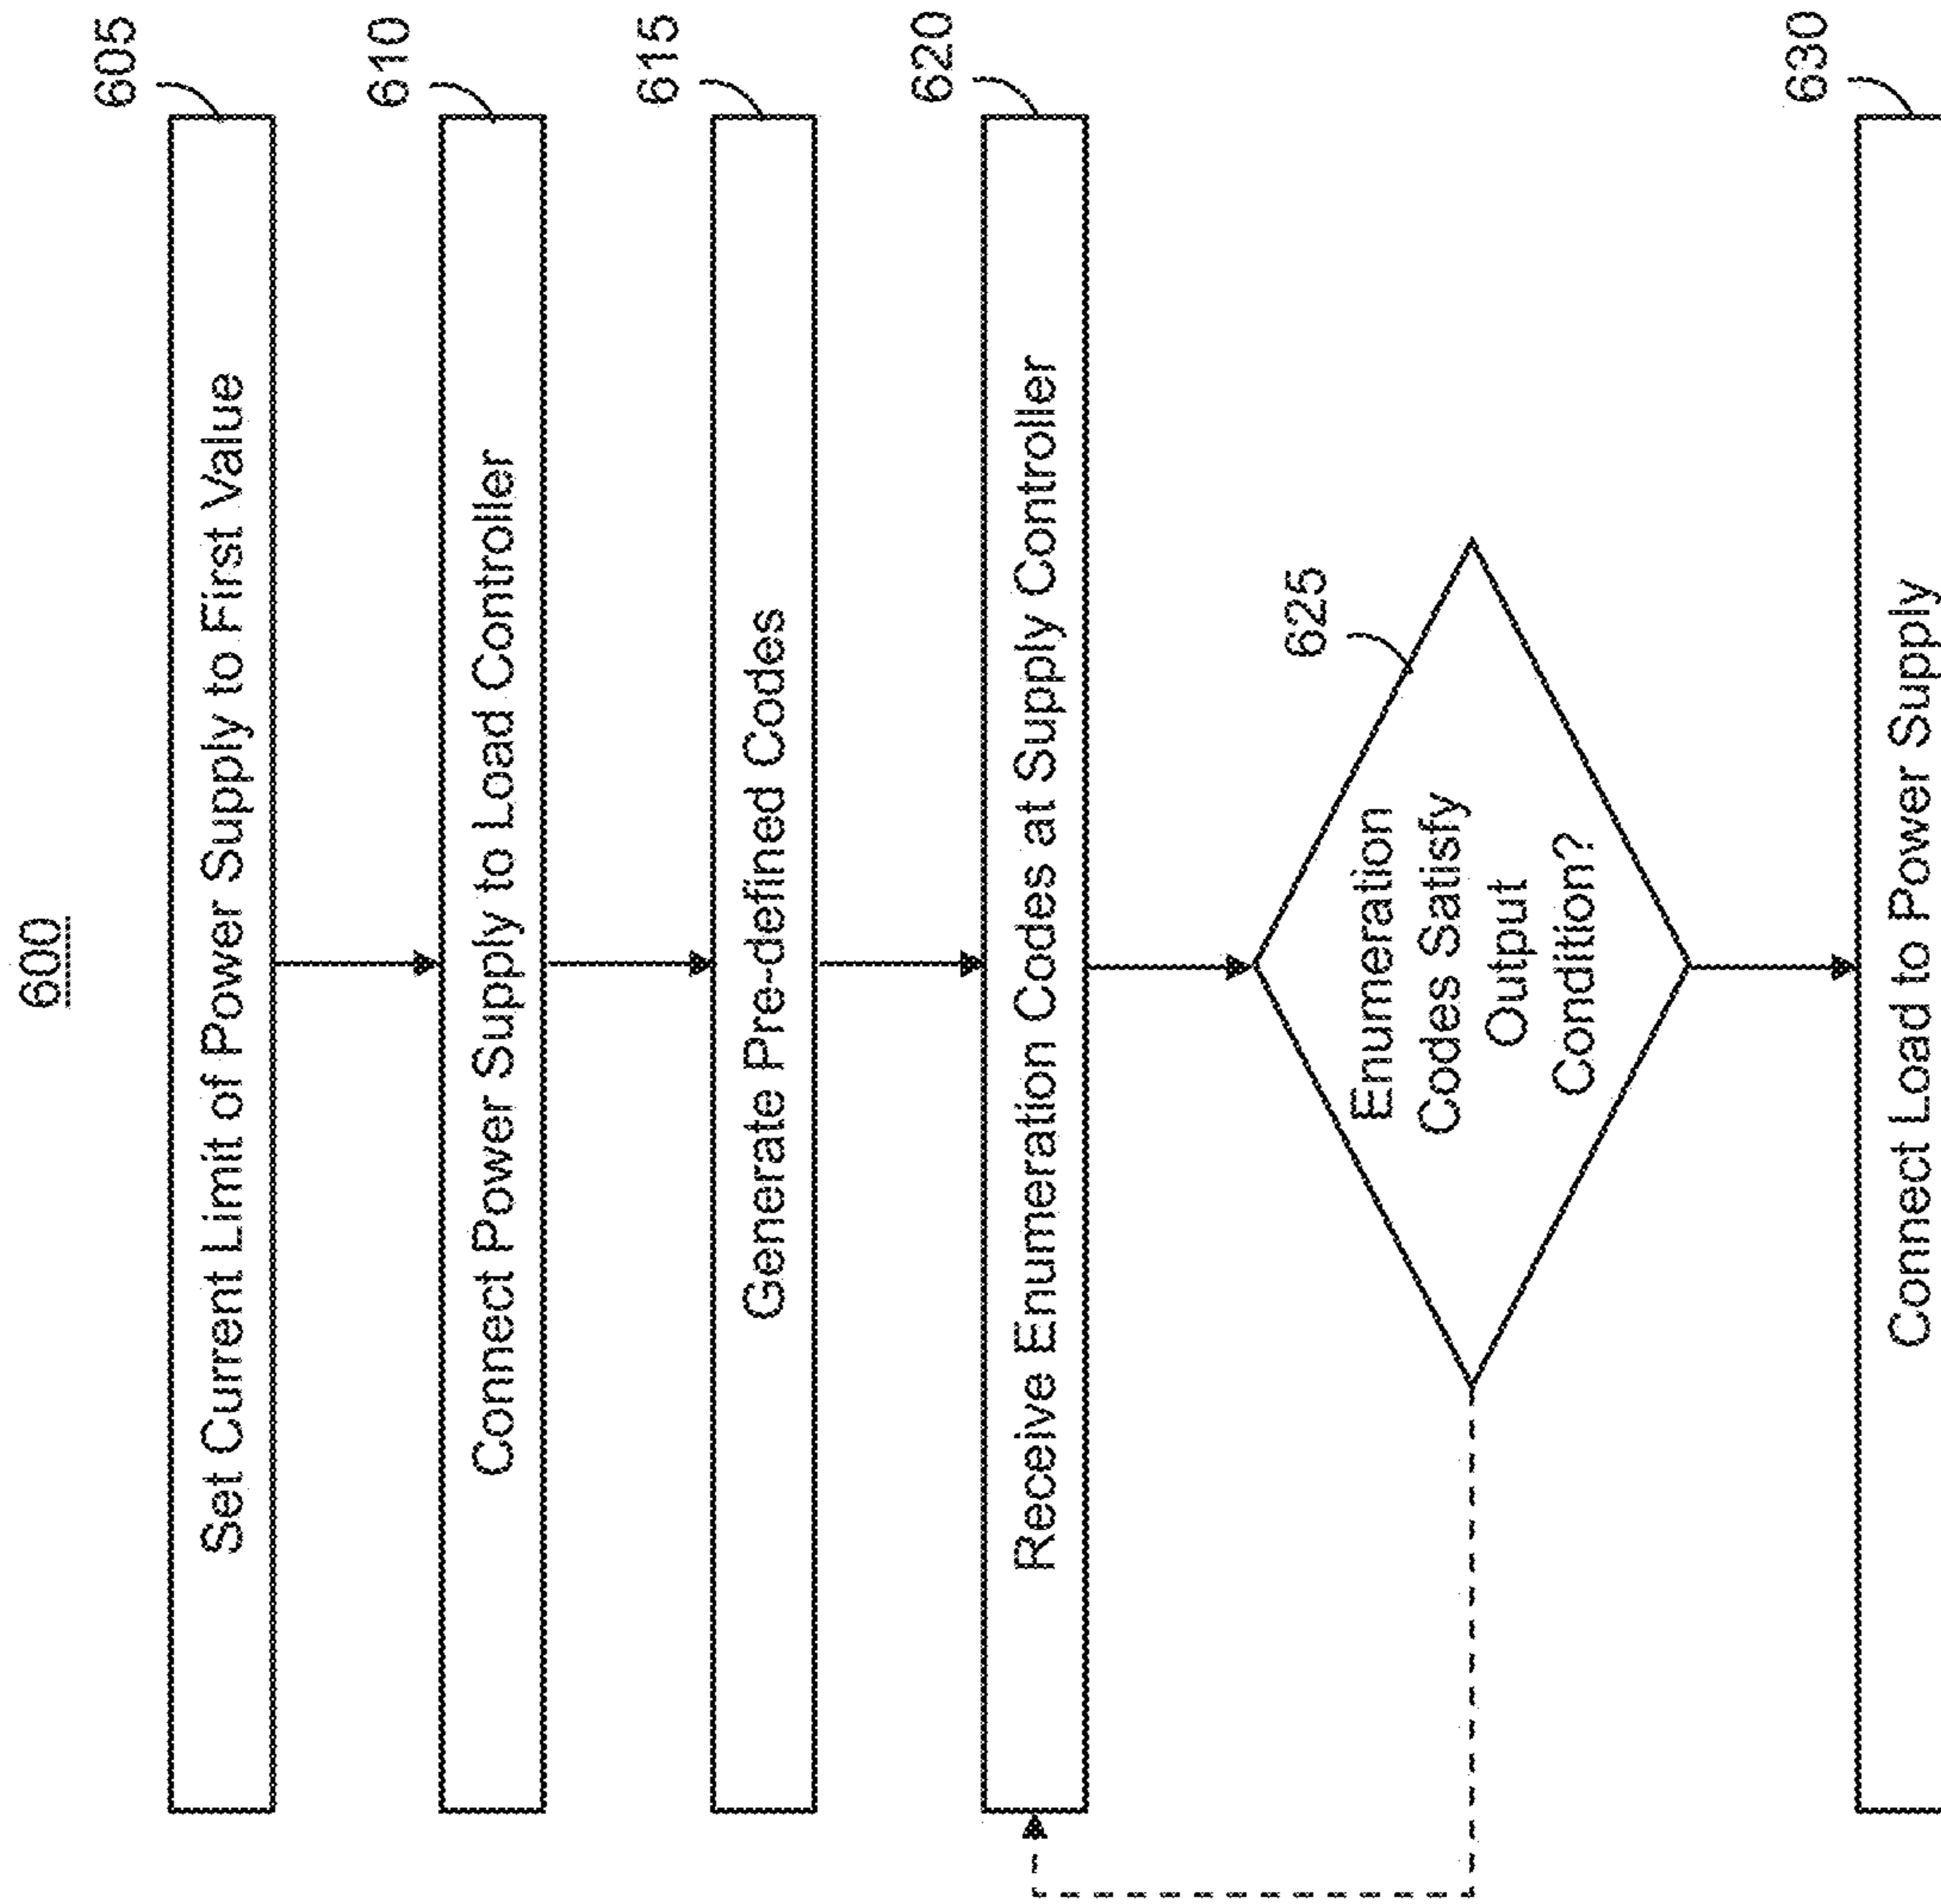 600
605
Set Current Limit of Power Supply to First Value
610
Connect Power Supply to Load Controller
615
Generate Pre-defined Codes
620
Receive Enumeration Codes at Supply Controller
625
Enumeration
Codes Satisfy
Output
Condition?
630
Connect Load to Power Supply